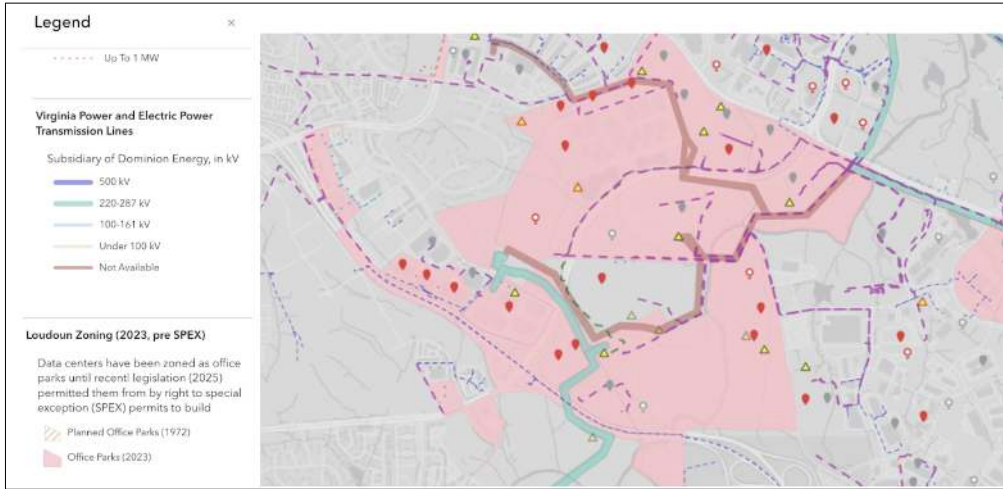 Legend ×
Up To 1 MW
Virginia Power and Electric Power
Transmission Lines
Subsidiary of Dominion Energy, in kV
500 kV
220-287 kV
100-161 kV
Under 100 kV
Not Available
Loudoun Zoning (2023, pre SPEX)
Data centers have been zoned as office
parks until recentl legislation (2025)
permitted them from by right to special
exception (SPEX) permits to build
Planned Office Parks (1972)
Office Parks (2023)